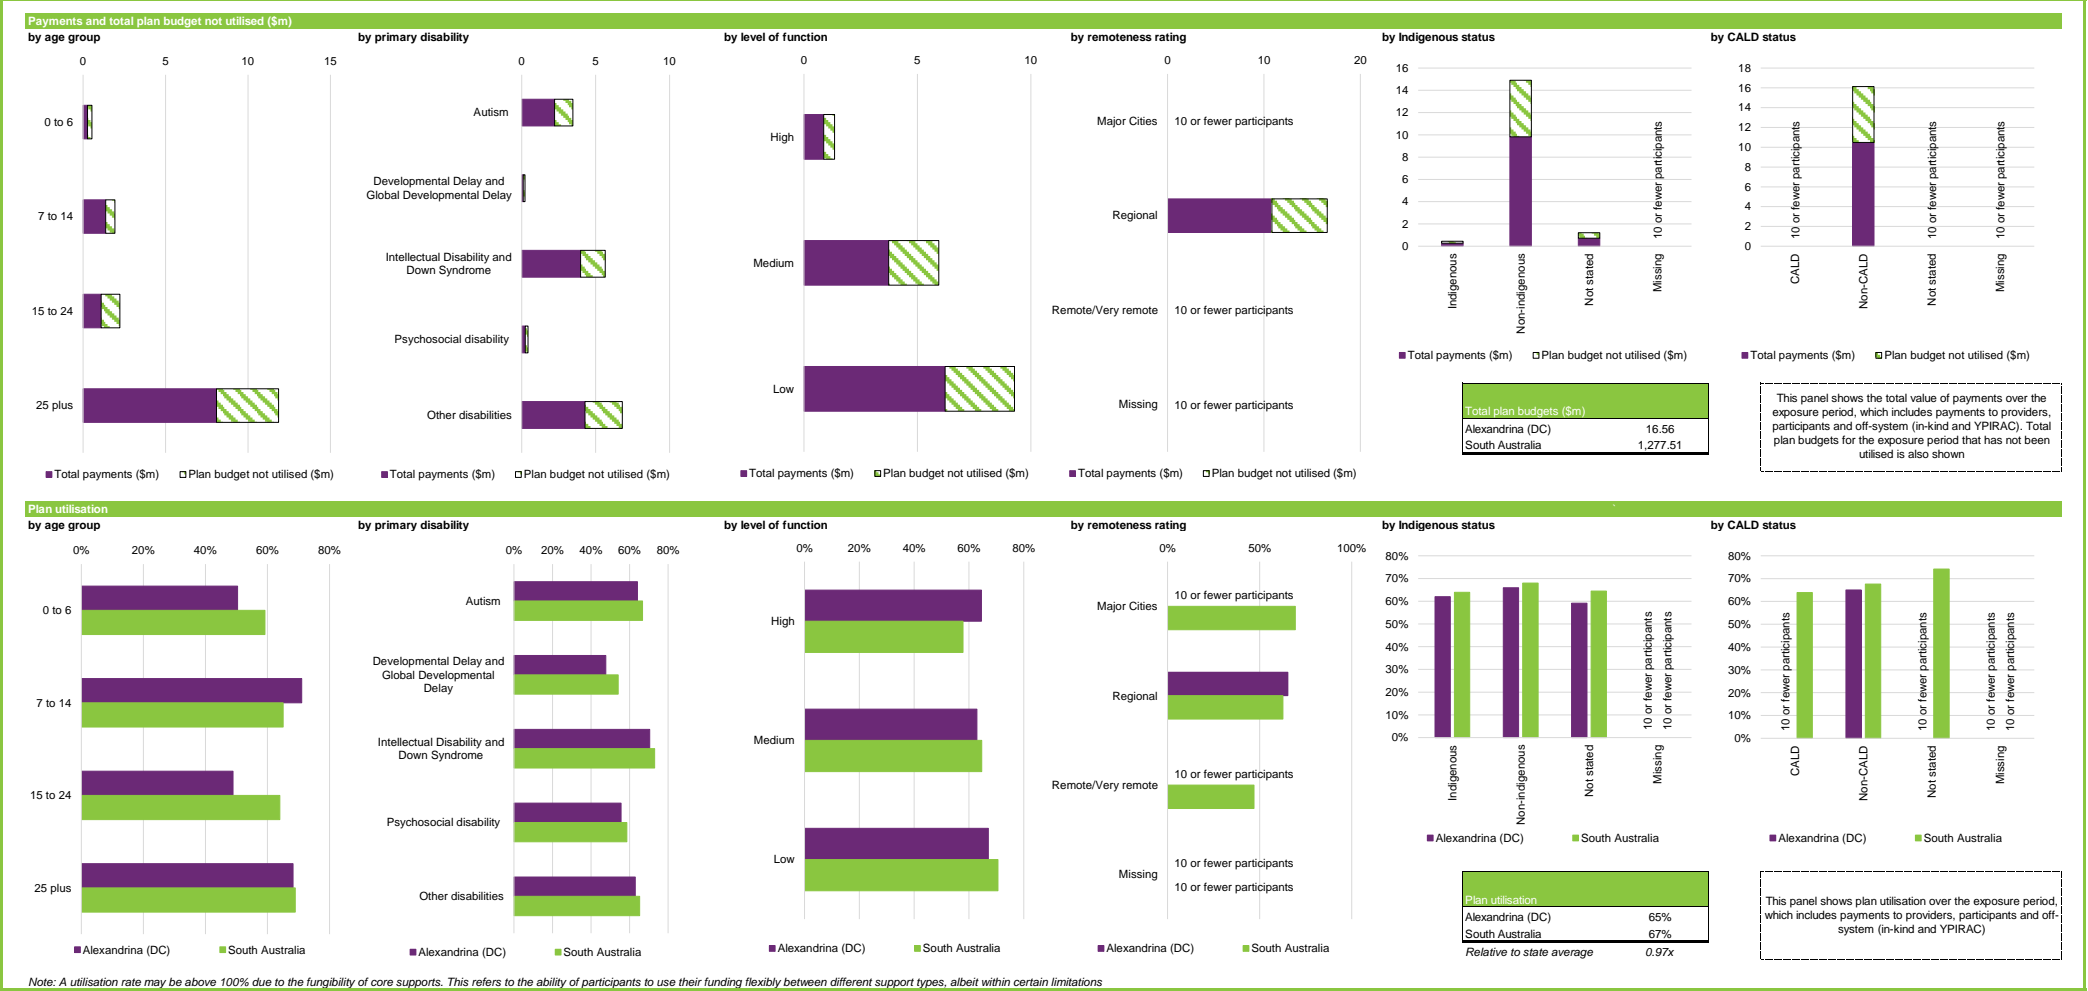 Payments and total plan budget not utilised ($m)
by age group
0 5 10 15
0 to 6
7 to 14
15 to 24
25 plus
Total payments ($m) Plan budget not utilised ($m)
by primary disability
0 5 10
Autism
Developmental Delay and
Global Developmental Delay
Intellectual Disability and
Down Syndrome
Psychosocial disability
Other disabilities
Total payments ($m) Plan budget not utilised ($m)
by level of function
0 5 10
High
Medium
Low
Total payments ($m) Plan budget not utilised ($m)
by remoteness rating
0 10 20
Major Cities 10 or fewer participants
Regional
Remote/Very remote 10 or fewer participants
Missing 10 or fewer participants
Total payments ($m) Plan budget not utilised ($m)
by Indigenous status
16
14
12
10
8
6
4
2
0
10 or fewer participants
Indigenous
Non-indigenous
Not stated
Missing
Total payments ($m) Plan budget not utilised ($m)
by CALD status
18
16
14
12
10
8
6
4
2
0
10 or fewer participants
10 or fewer participants
10 or fewer participants
CALD
Non-CALD
Not stated
Missing
Total payments ($m) Plan budget not utilised ($m)
Total plan budgets ($m)
Alexandrina (DC) 16.56
South Australia 1,277.51
This panel shows the total value of payments over the
exposure period, which includes payments to providers,
participants and off-system (in-kind and YPIRAC). Total
plan budgets for the exposure period that has not been
utilised is also shown
Plan utilisation
by age group
0% 20% 40% 60% 80%
0 to 6
7 to 14
15 to 24
25 plus
Alexandrina (DC) South Australia
by primary disability
0% 20% 40% 60% 80%
Autism
Developmental Delay and
Global Developmental
Delay
Intellectual Disability and
Down Syndrome
Psychosocial disability
Other disabilities
Alexandrina (DC) South Australia
by level of function
0% 20% 40% 60% 80%
High
Medium
Low
Alexandrina (DC) South Australia
by remoteness rating
0% 50% 100%
10 or fewer participants
Major Cities
Regional
10 or fewer participants
Remote/Very remote
10 or fewer participants
Missing
10 or fewer participants
Alexandrina (DC) South Australia
by Indigenous status
80%
70%
60%
50%
40%
30%
20%
10%
0%
10 or fewer participants
10 or fewer participants
Indigenous
Non-indigenous
Not stated
Missing
Alexandrina (DC) South Australia
by CALD status
80%
70%
60%
50%
40%
30%
20%
10%
0%
10 or fewer participants
10 or fewer participants
10 or fewer participants
10 or fewer participants
CALD
Non-CALD
Not stated
Missing
Alexandrina (DC) South Australia
Plan utilisation
Alexandrina (DC) 65%
South Australia 67%
Relative to state average 0.97x
This panel shows plan utilisation over the exposure period,
which includes payments to providers, participants and off-
system (in-kind and YPIRAC)
Note: A utilisation rate may be above 100% due to the fungibility of core supports. This refers to the ability of participants to use their funding flexibly between different support types, albeit within certain limitations